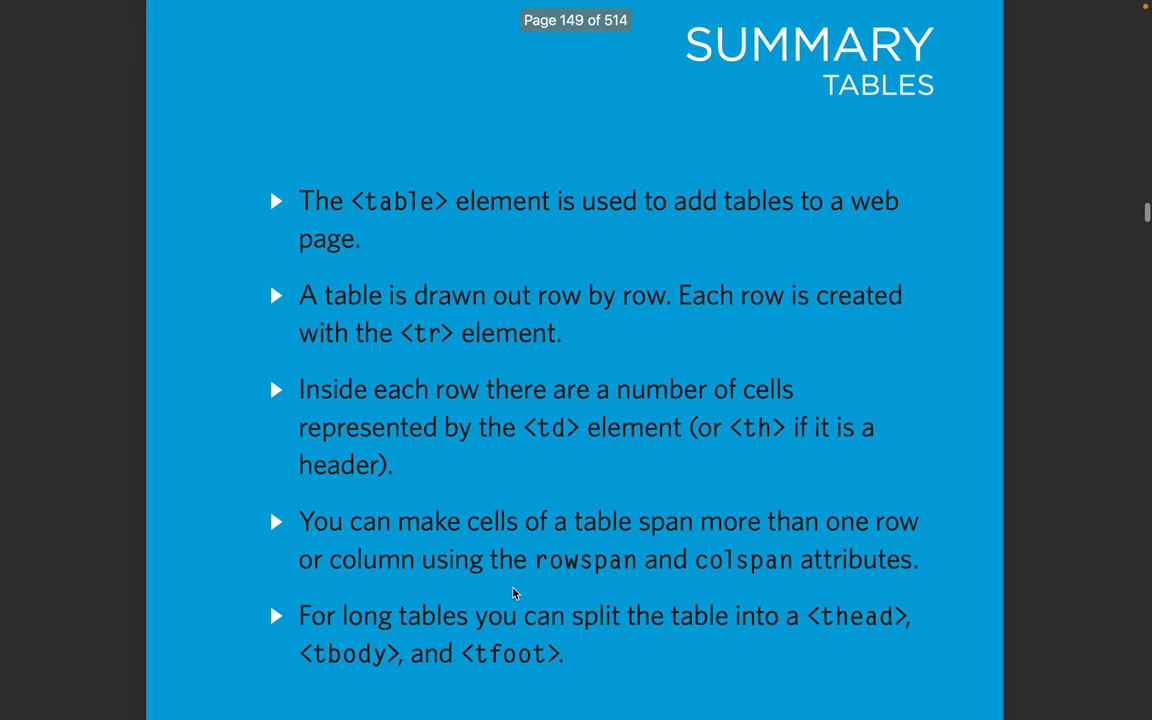 Page 149 of 514
SUMMARY
TABLES
The <table> element is used to add tables to a web
page.
A table is drawn out row by row. Each row is created
with the <tr> element.
Inside each row there are a number of cells
represented by the <td> element (or <th> if it is a
header).
You can make cells of a table span more than one row
or column using the rowspan and colspan attributes.
For long tables you can split the table into a <thead>,
<tbody>, and <tfoot>.